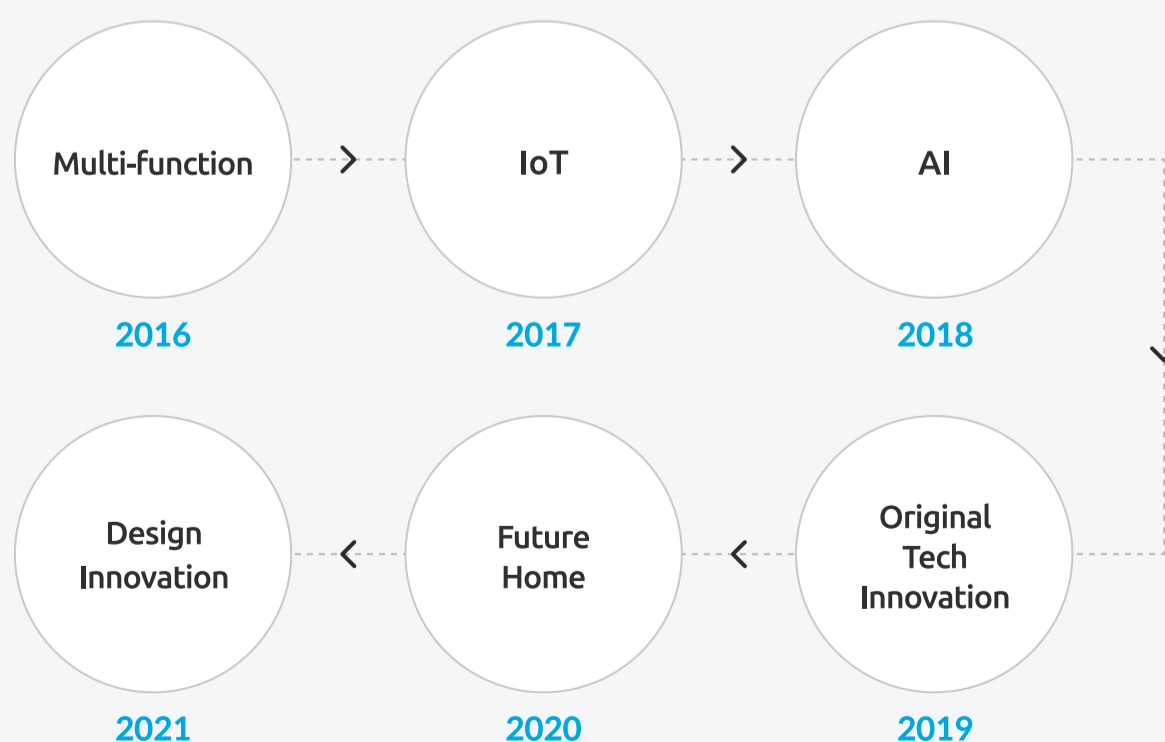 Multi-function
IoT
AI
2016
2017
2018
Design
Innovation
Future
Home
Original
Tech
Innovation
2021
2020
2019